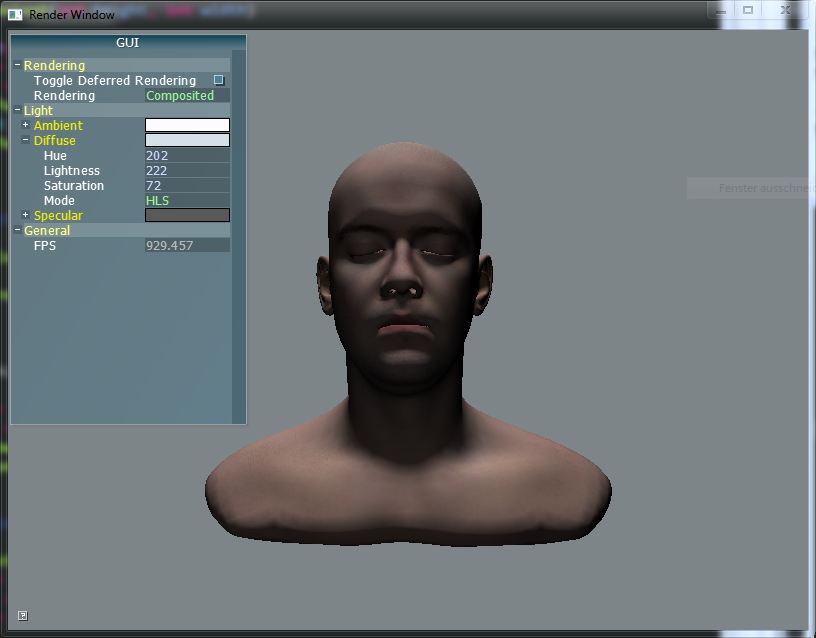 Render Window
GUI
Rendering
Toggle Deferred Rendering
Rendering Composited
Light
Ambient
Diffuse
Hue 202
Lightness 222
Saturation 72
Mode HLS
Specular
General
FPS 929.457
Fenster ausschnei